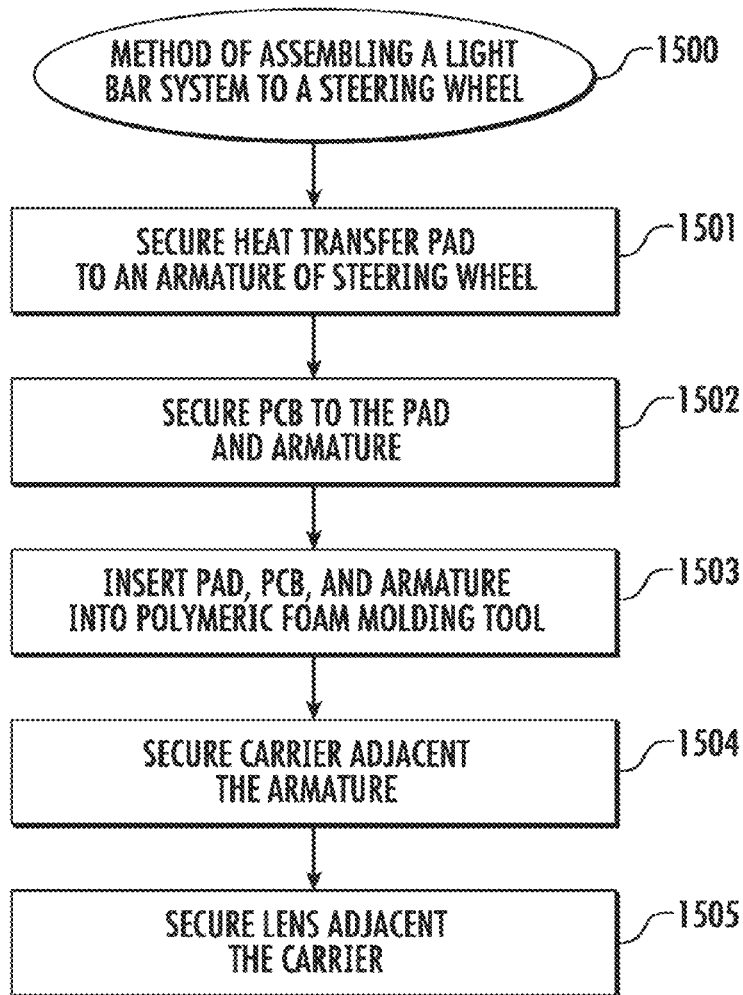 METHOD OF ASSEMBLING A LIGHT
BAR SYSTEM TO A STEERING WHEEL
1500
SECURE HEAT TRANSFER PAD
TO AN ARMATURE OF STEERING WHEEL
1501
SECURE PCB TO THE PAD
AND ARMATURE
1502
INSERT PAD, PCB, AND ARMATURE
INTO POLYMERIC FOAM MOLDING TOOL
1503
SECURE CARRIER ADJACENT
THE ARMATURE
1504
SECURE LENS ADJACENT
THE CARRIER
1505